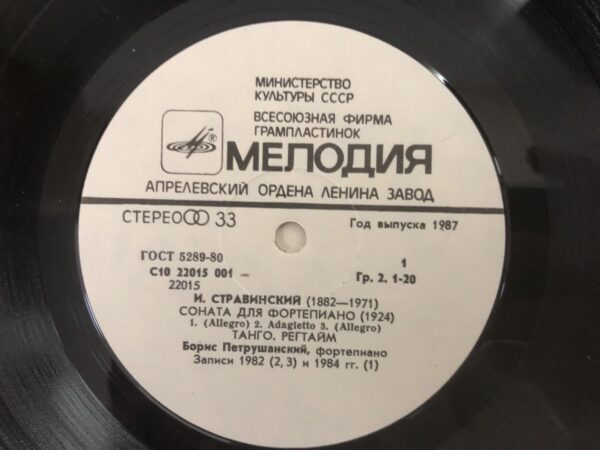 МИНИСТЕРСТВО
КУЛЬТУРЫ СССР
ВСЕСОЮЗНАЯ ФИРМА
ГРАМПЛАСТИНОК
®
МЕЛОДИЯ
АПРЕЛЕВСКИЙ ОРДЕНА ЛЕНИНА ЗАВОД
СТЕРЕО 33
Год выпуска 1987
ГОСТ 5289-80
С10 22015 001
1
22015
Гр. 2. 1-20
И. СТРАВИНСКИЙ (1882—1971)
СОНАТА ДЛЯ ФОРТЕПИАНО (1924)
1. (Allegro) 2. Adagietto 3. (Allegro)
ТАНГО. РЕГТАЙМ
Борис Петрушанский, фортепиано
Записи 1982 (2, 3) и 1984 гг. (1)